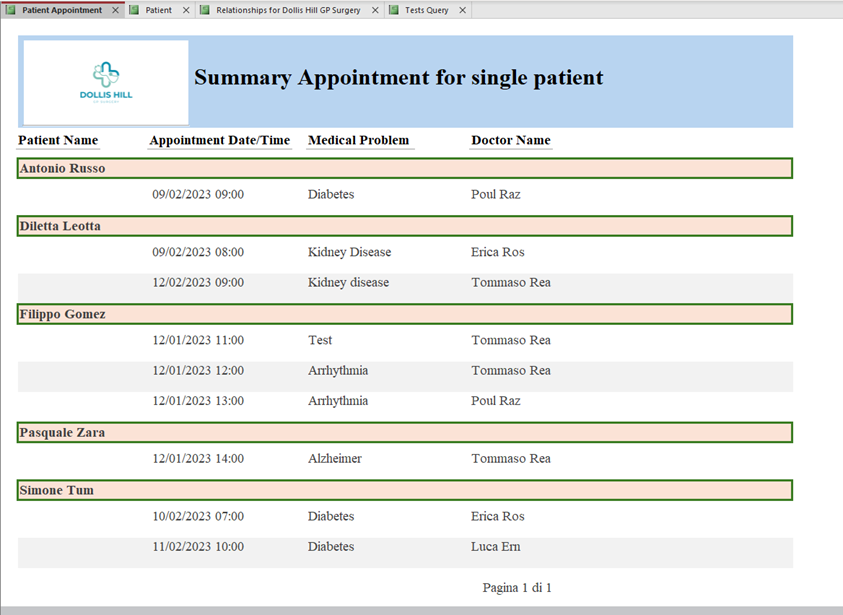 Patient Appointment Patient Relationships for Dollis Hill GP Surgery Tests Query
DOLLIS HILL
GP SURGERY
Summary Appointment for single patient
Patient Name Appointment Date/Time Medical Problem Doctor Name
Antonio Russo
09/02/2023 09:00 Diabetes Poul Raz
Diletta Leotta
09/02/2023 08:00 Kidney Disease Erica Ros
12/02/2023 09:00 Kidney disease Tommaso Rea
Filippo Gomez
12/01/2023 11:00 Test Tommaso Rea
12/01/2023 12:00 Arrhythmia Tommaso Rea
12/01/2023 13:00 Arrhythmia Poul Raz
Pasquale Zara
12/01/2023 14:00 Alzheimer Tommaso Rea
Simone Tum
10/02/2023 07:00 Diabetes Erica Ros
11/02/2023 10:00 Diabetes Luca Ern
Pagina 1 di 1